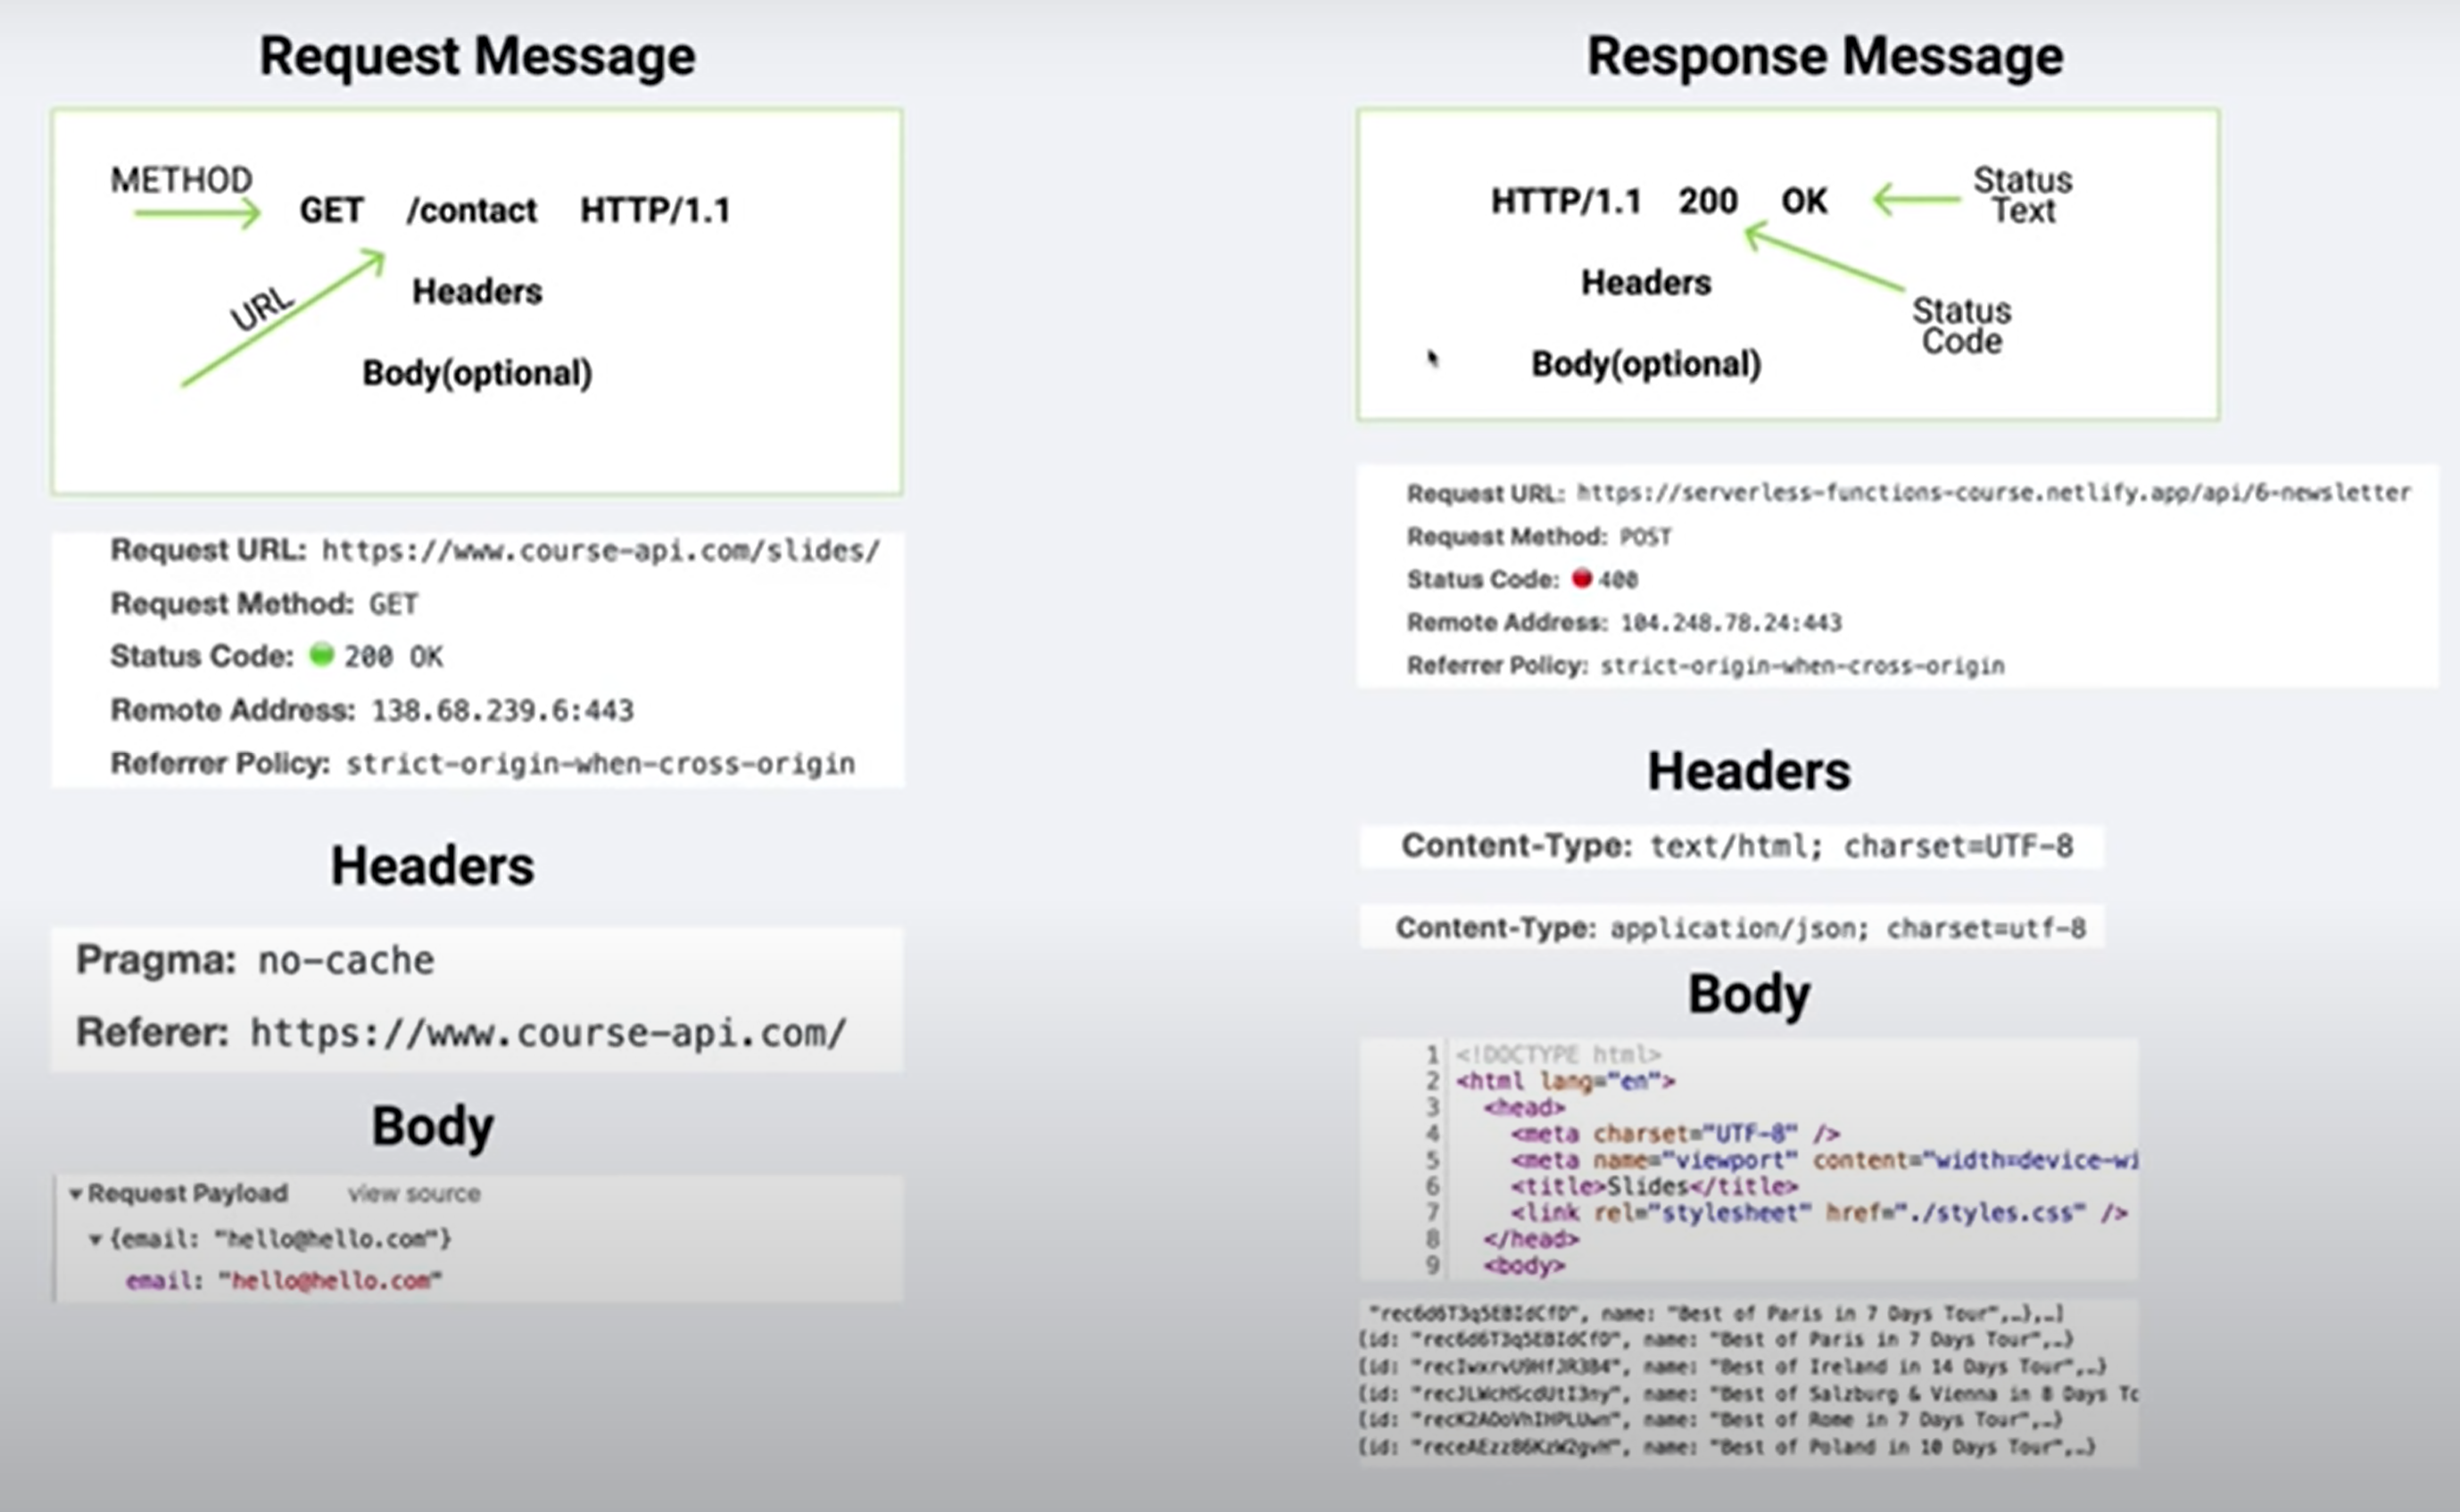 Request Message
METHOD
GET /contact HTTP/1.1
URL
Headers
Body(optional)
Request URL: https://www.course-api.com/slides/
Request Method: GET
Status Code: 200 OK
Remote Address: 138.68.239.6:443
Referrer Policy: strict-origin-when-cross-origin
Headers
Pragma: no-cache
Referer: https://www.course-api.com/
Body
Request Payload view source
{email: "hello@hello.com"}
email: "hello@hello.com"
Response Message
HTTP/1.1 200 OK
Status
Text
Headers
Status
Code
Body(optional)
Request URL: https://serverless-functions-course.netlify.app/api/6-newsletter
Request Method: POST
Status Code: 400
Remote Address: 104.248.78.24:443
Referrer Policy: strict-origin-when-cross-origin
Headers
Content-Type: text/html; charset=UTF-8
Content-Type: application/json; charset=utf-8
Body
1 <!DOCTYPE html>
2 <html lang="en">
3 <head>
4 <meta charset="UTF-8" />
5 <meta name="viewport" content="width=device-wi
6 <title>Slides</title>
7 <link rel="stylesheet" href="./styles.css" />
8 </head>
9 <body>
name: "Best of Paris in 7 Days Tour",…},…]
{id: name: "Best of Paris in 7 Days Tour",…}
{id: name: "Best of Ireland in 14 Days Tour",…}
{id: name: "Best of Salzburg & Vienna in 8 Days To
{id: name: "Best of Rome in 7 Days Tour",…}
{id: name: "Best of Poland in 10 Days Tour",…}